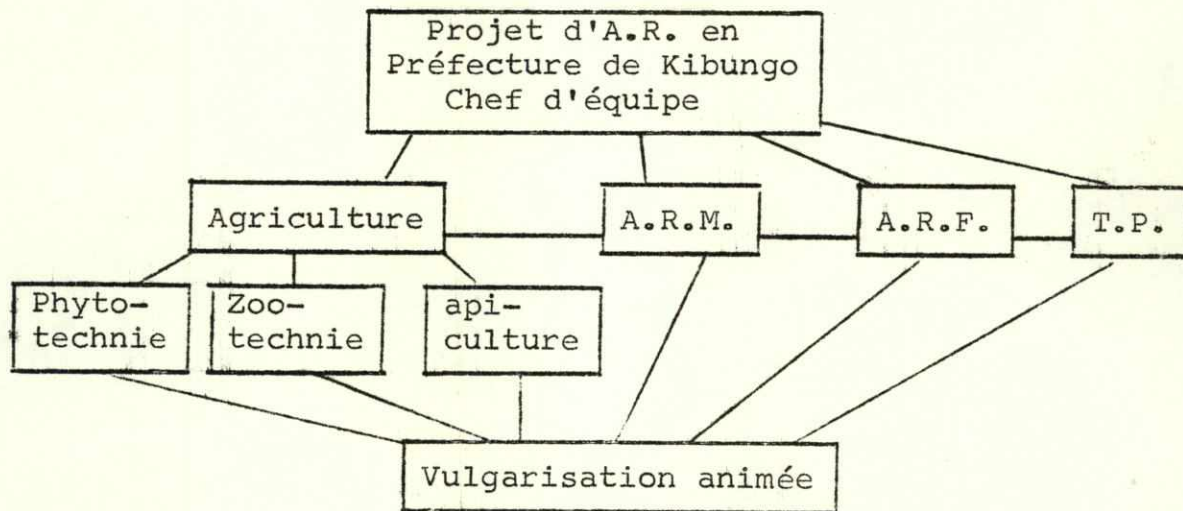 Projet d'A.R. en
Préfecture de Kibungo
Chef d'équipe
Agriculture
A.R.M.
A.R.F.
T.P.
Phyto-
technie
Zoo-
technie
api-
culture
Vulgarisation animée